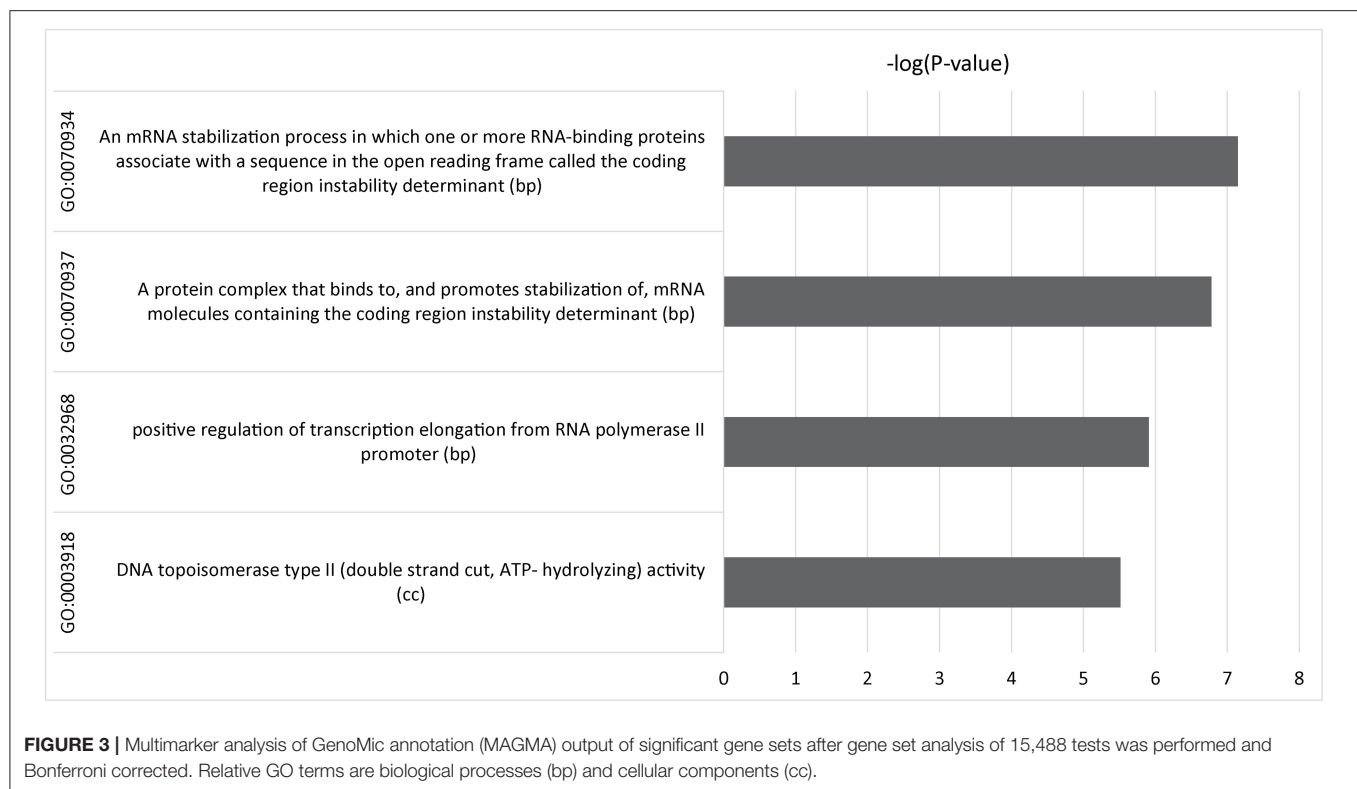 -log(P-value)
GO:0070934
An mRNA stabilization process in which one or more RNA-binding proteins
associate with a sequence in the open reading frame called the coding
region instability determinant (bp)
GO:0070937
A protein complex that binds to, and promotes stabilization of, mRNA
molecules containing the coding region instability determinant (bp)
GO:0032968
positive regulation of transcription elongation from RNA polymerase II
promoter (bp)
GO:0003918
DNA topoisomerase type II (double strand cut, ATP- hydrolyzing) activity
(cc)
0 1 2 3 4 5 6 7 8
FIGURE 3 | Multimarker analysis of GenoMic annotation (MAGMA) output of significant gene sets after gene set analysis of 15,488 tests was performed and
Bonferroni corrected. Relative GO terms are biological processes (bp) and cellular components (cc).